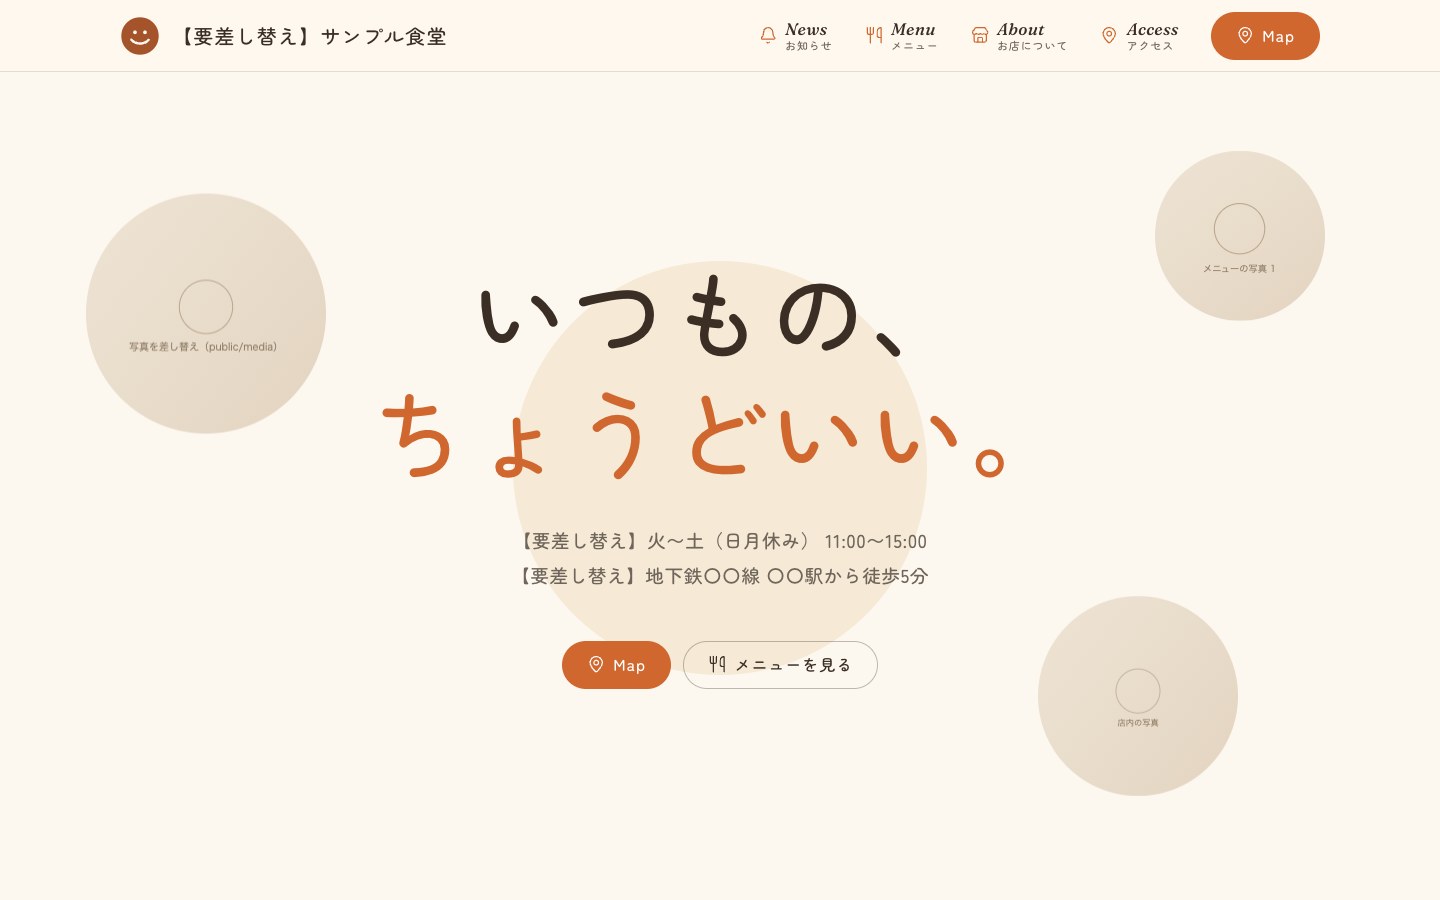 【要差し替え】サンプル食堂
News
お知らせ
Menu
メニュー
About
お店について
Access
アクセス
Map
メニューの写真 1
写真を差し替え（public/media）
いつもの、
ちょうどいい。
【要差し替え】火〜土（日月休み） 11:00〜15:00
【要差し替え】地下鉄〇〇線 〇〇駅から徒歩5分
Map
メニューを見る
店内の写真